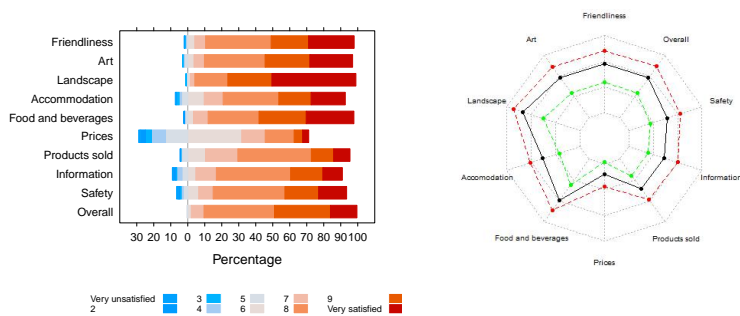 Friendliness
Art
Landscape
Accommodation
Food and beverages
Prices
Products sold
Information
Safety
Overall
30 20 10 0 10 20 30 40 50 60 70 80 90 100
Percentage
Very unsatisfied 3 5 7 9
2 4 6 8 Very satisfied
Friendliness
Art Overall
Landscape Safety
Accomodation Information
Food and beverages Products sold
Prices